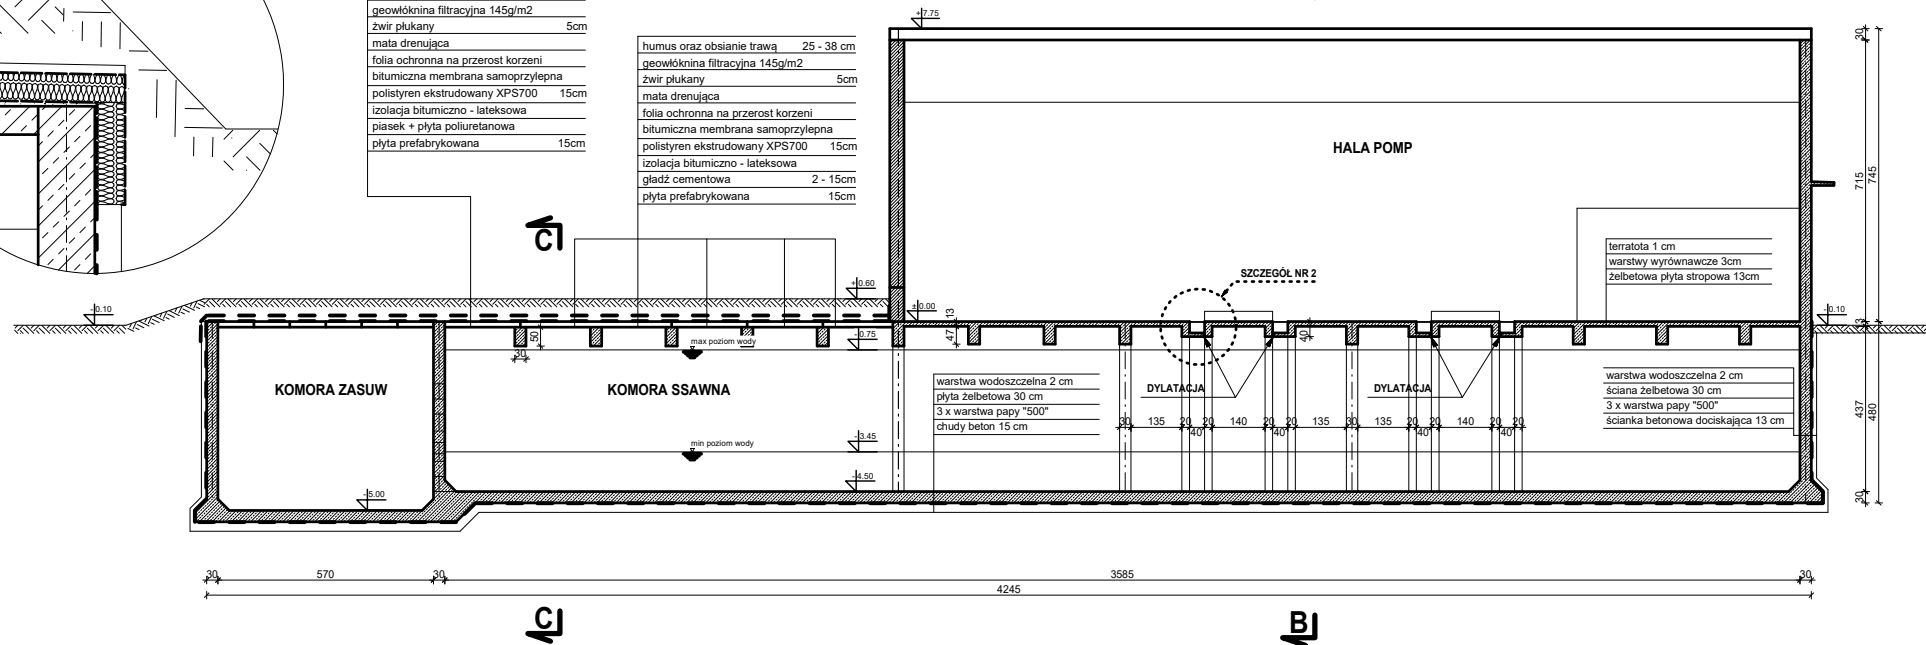 geowłóknina filtracyjna 145g/m2
żwir płukany 5cm
mata drenująca
folia ochronna na przerost korzeni
bitumiczna membrana samoprzylepna
polistyren ekstrudowany XPS700 15cm
izolacja bitumiczno - lateksowa
piasek + płyta poliuretanowa
płyta prefabrykowana 15cm
humus oraz obsianie trawą 25 - 38 cm
geowłóknina filtracyjna 145g/m2
żwir płukany 5cm
mata drenująca
folia ochronna na przerost korzeni
bitumiczna membrana samoprzylepna
polistyren ekstrudowany XPS700 15cm
izolacja bitumiczno - lateksowa
gładź cementowa 2 - 15cm
płyta prefabrykowana 15cm
+7.75
HALA POMP
30
715
745
C
terratota 1 cm
warstwy wyrównawcze 3cm
żelbetowa płyta stropowa 13cm
SZCZEGÓŁ NR 2
+0.60
-0.10
±0.00
13
-0.10
13
50
30
max poziom wody
-0.75
47
40
KOMORA ZASUW
KOMORA SSAWNA
warstwa wodoszczelna 2 cm
płyta żelbetowa 30 cm
3 x warstwa papy "500"
chudy beton 15 cm
DYLATACJA
DYLATACJA
warstwa wodoszczelna 2 cm
ściana żelbetowa 30 cm
3 x warstwa papy "500"
ścianka betonowa dociskająca 13 cm
437
480
30 135 20 40 20 140 20 40 20 135 30 135 20 40 20 140 20 40 20
min poziom wody
-3.45
-4.50
-5.00
30
30 570 30 3585 30
4245
C
B